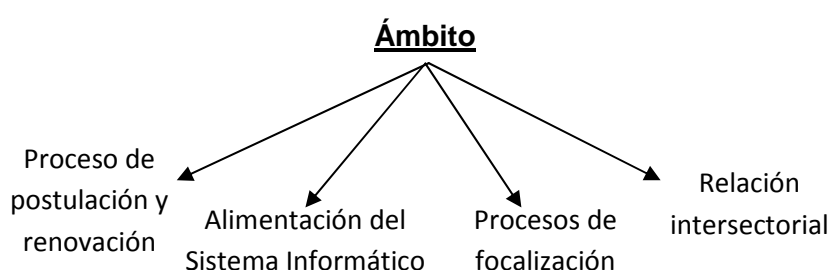 Ámbito
Proceso de
postulación y
renovación
Alimentación del
Sistema Informático
Procesos de
focalización
Relación
intersectorial